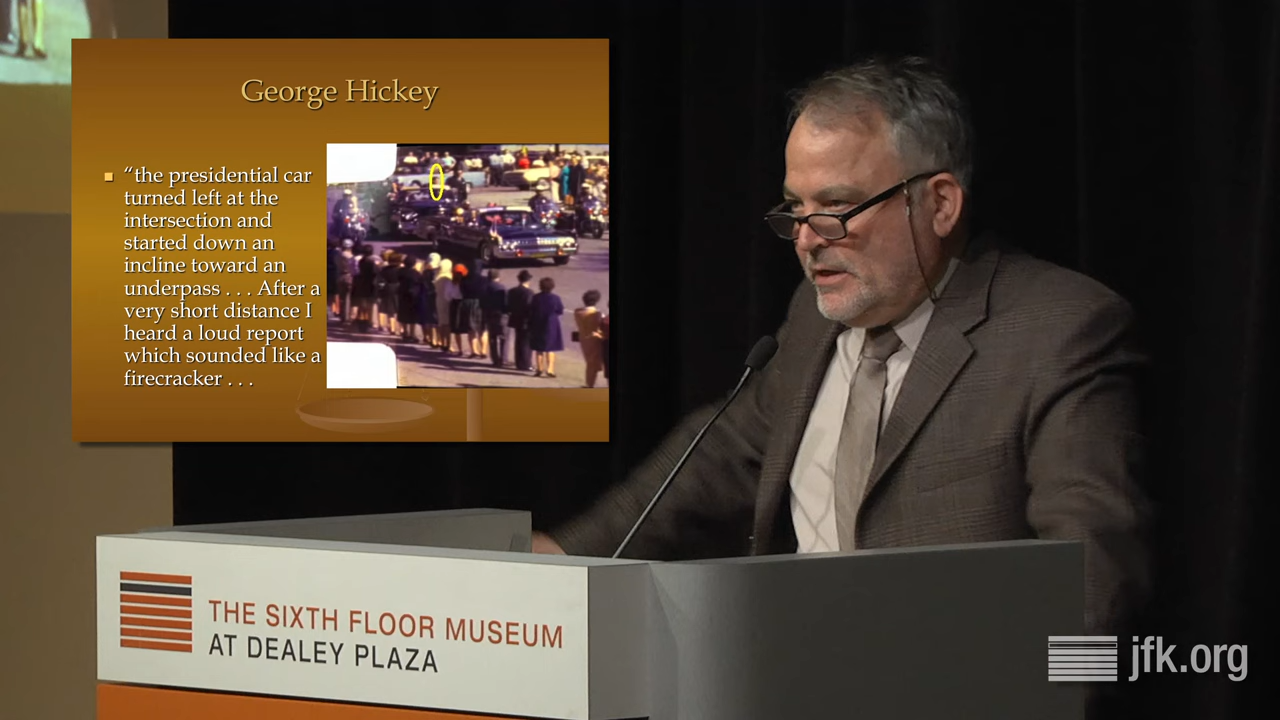 George Hickey
“the presidential car
turned left at the
intersection and
started down an
incline toward an
underpass . . . After a
very short distance I
heard a loud report
which sounded like a
firecracker . . .
THE SIXTH FLOOR MUSEUM
AT DEALEY PLAZA
jfk.org